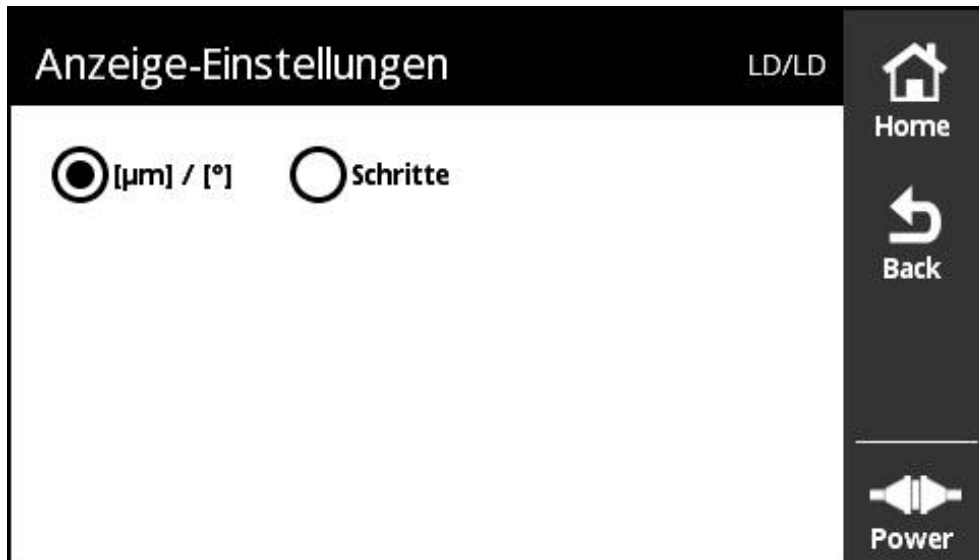 Anzeige-Einstellungen LD/LD
[µm] / [°] Schritte
Home
Back
Power